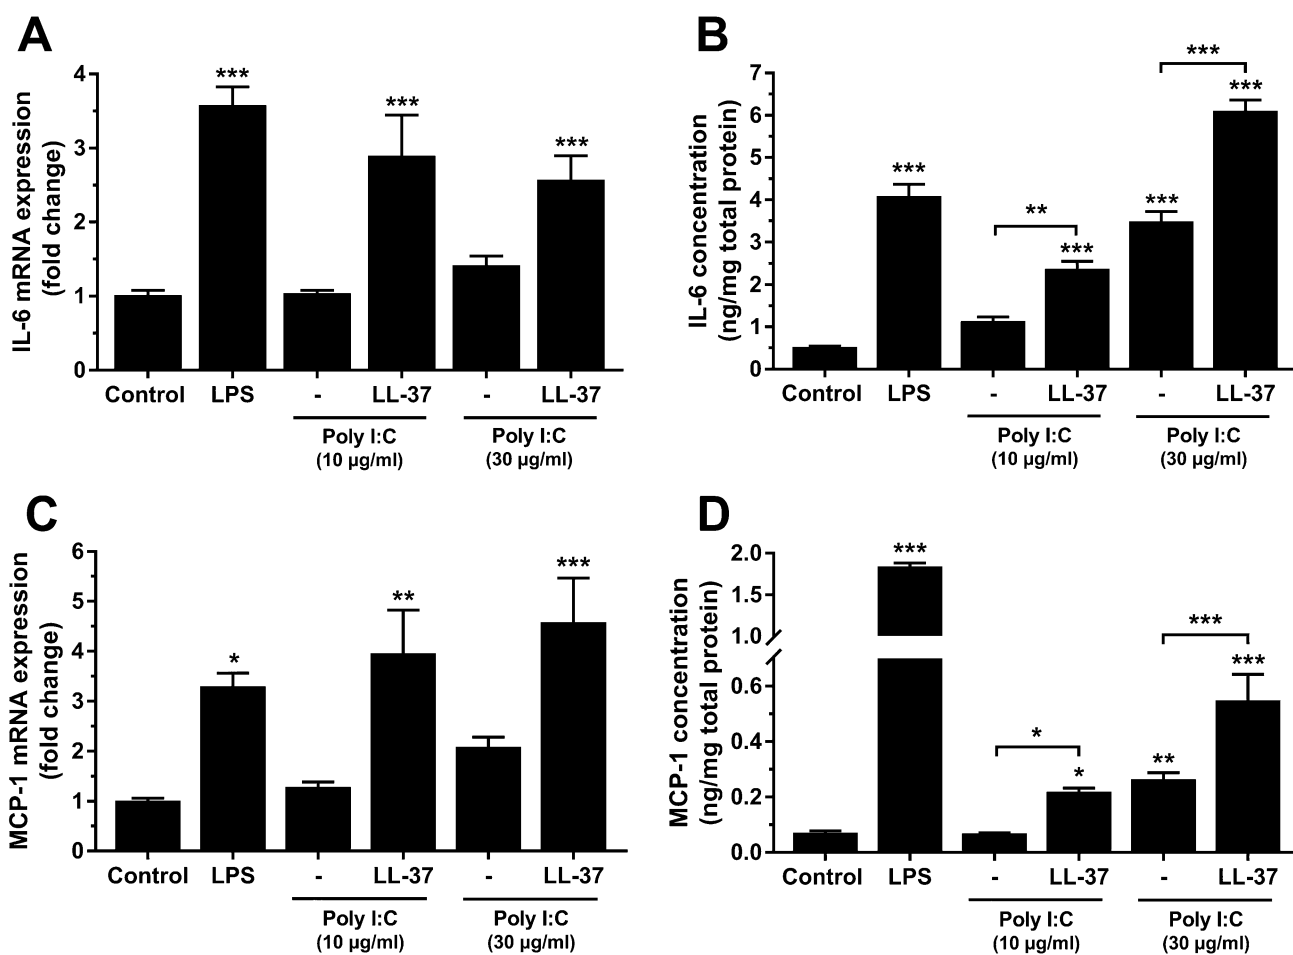 A
IL-6 mRNA expression
(fold change)
4
3
2
1
0
***
***
***
Control LPS - LL-37 - LL-37
Poly I:C Poly I:C
(10 µg/ml) (30 µg/ml)
B
IL-6 concentration
(ng/mg total protein)
7
6
5
4
3
2
1
0
***
***
***
**
***
***
Control LPS - LL-37 - LL-37
Poly I:C Poly I:C
(10 µg/ml) (30 µg/ml)
C
MCP-1 mRNA expression
(fold change)
6
5
4
3
2
1
0
*
**
***
Control LPS - LL-37 - LL-37
Poly I:C Poly I:C
(10 µg/ml) (30 µg/ml)
D
MCP-1 concentration
(ng/mg total protein)
2.0
1.5
1.0
0.6
0.4
0.2
0.0
***
***
***
*
*
**
Control LPS - LL-37 - LL-37
Poly I:C Poly I:C
(10 µg/ml) (30 µg/ml)